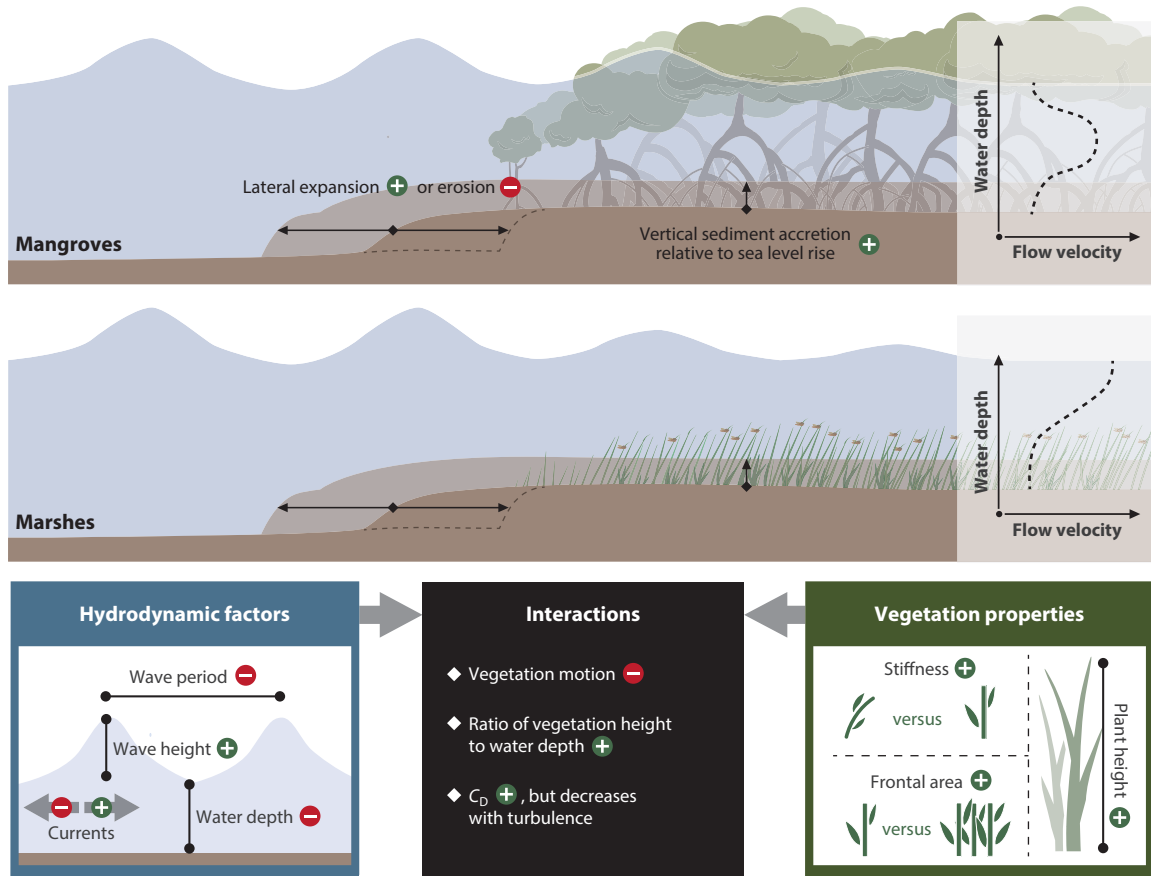 Lateral expansion + or erosion −
Mangroves
Vertical sediment accretion
relative to sea level rise +
Water depth
Flow velocity
Marshes
Water depth
Flow velocity
Hydrodynamic factors
Wave period −
Wave height +
− +
Currents
Water depth −
Interactions
◆ Vegetation motion −
◆ Ratio of vegetation height
to water depth +
◆ C_D +, but decreases
with turbulence
Vegetation properties
Stiffness +
versus
Frontal area +
versus
Plant height +